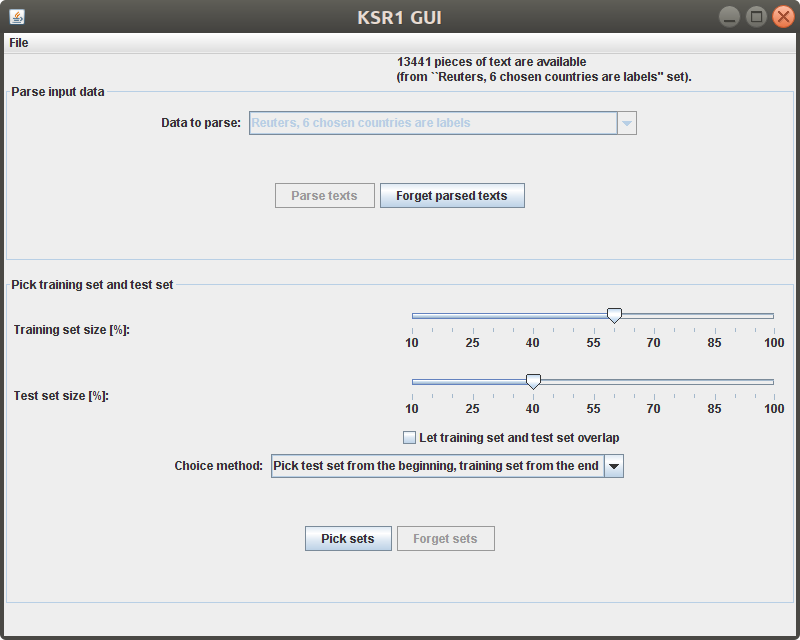 KSR1 GUI
File
13441 pieces of text are available
(from ``Reuters, 6 chosen countries are labels'' set).
Parse input data
Data to parse: Reuters, 6 chosen countries are labels
Parse texts Forget parsed texts
Pick training set and test set
Training set size [%]:
10 25 40 55 70 85 100
Test set size [%]:
10 25 40 55 70 85 100
Let training set and test set overlap
Choice method: Pick test set from the beginning, training set from the end
Pick sets Forget sets